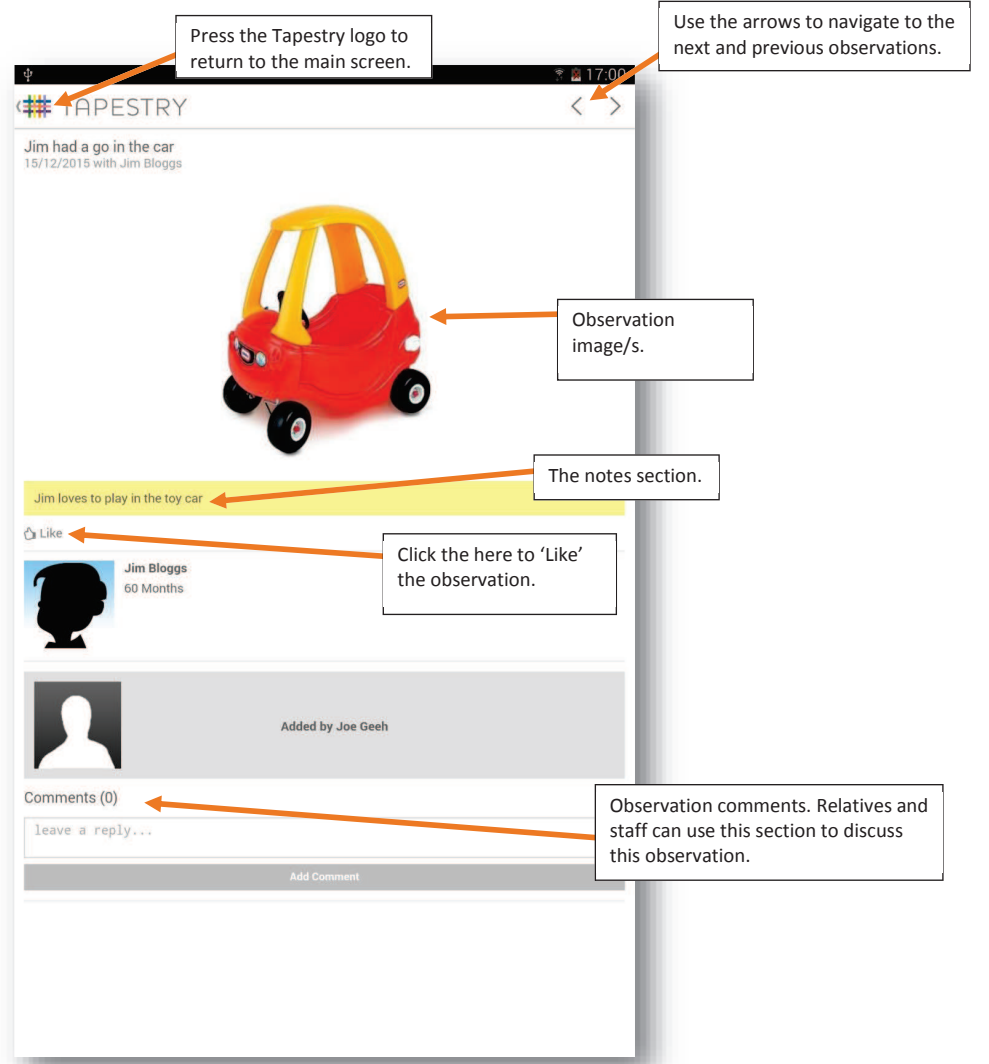 Use the arrows to navigate to the
next and previous observations.
Press the Tapestry logo to
return to the main screen.
17:00
TAPESTRY
Jim had a go in the car
15/12/2015 with Jim Bloggs
Observation
image/s.
The notes section.
Jim loves to play in the toy car
Like
Click the here to ‘Like’
the observation.
Jim Bloggs
60 Months
Added by Joe Geeh
Comments (0)
Observation comments. Relatives and
staff can use this section to discuss
this observation.
leave a reply...
Add Comment